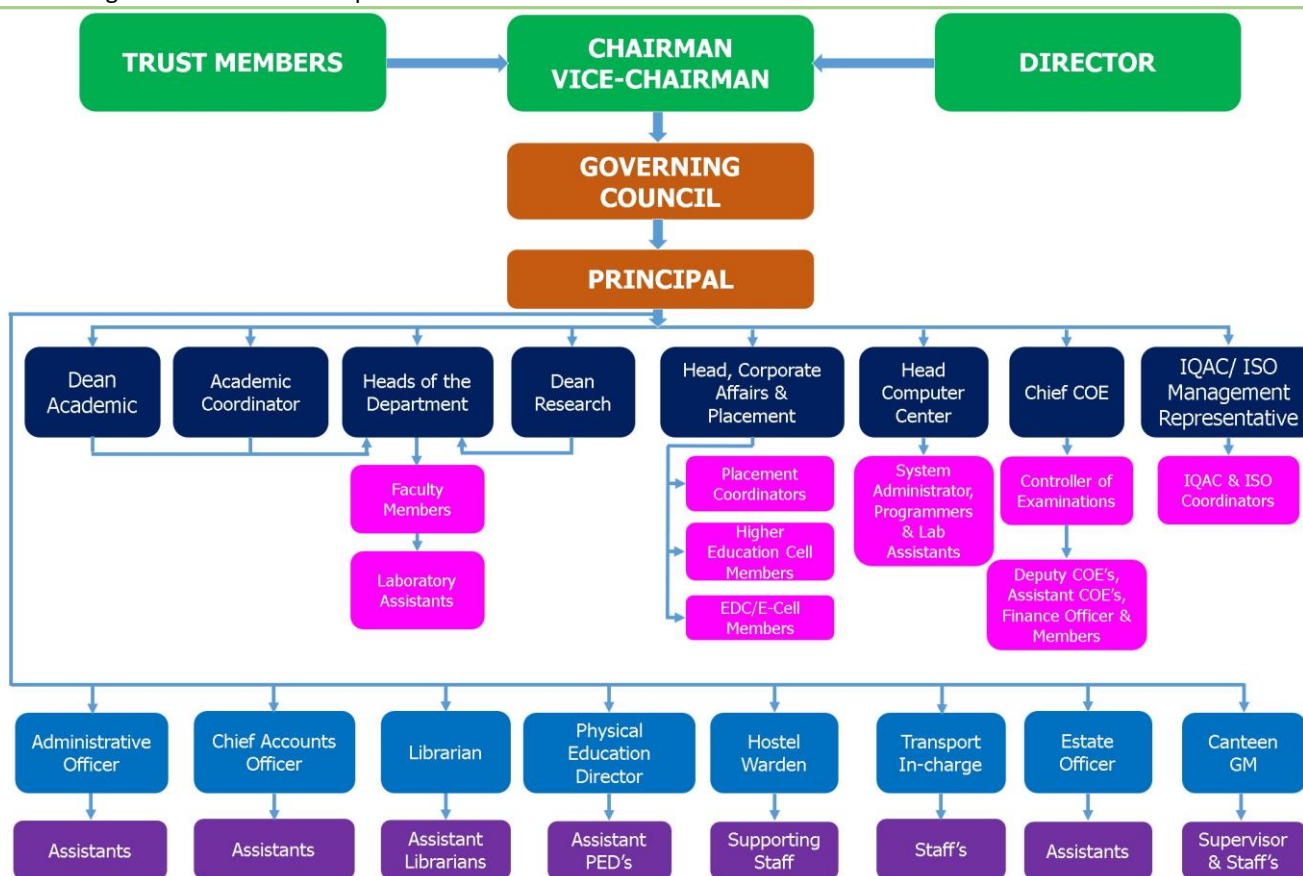 TRUST MEMBERS
CHAIRMAN
VICE-CHAIRMAN
DIRECTOR
GOVERNING
COUNCIL
PRINCIPAL
Dean
Academic
Academic
Coordinator
Heads of the
Department
Dean
Research
Head, Corporate
Affairs &
Placement
Head
Computer
Center
Chief COE
IQAC/ ISO
Management
Representative
Faculty
Members
Laboratory
Assistants
Placement
Coordinators
Higher
Education Cell
Members
EDC/E-Cell
Members
System
Administrator,
Programmers
& Lab
Assistants
Controller of
Examinations
Deputy COE's,
Assistant COE's,
Finance Officer &
Members
IQAC & ISO
Coordinators
Administrative
Officer
Chief Accounts
Officer
Librarian
Physical
Education
Director
Hostel
Warden
Transport
In-charge
Estate
Officer
Canteen
GM
Assistants
Assistants
Assistant
Librarians
Assistant
PED's
Supporting
Staff
Staff's
Assistants
Supervisor
& Staff's